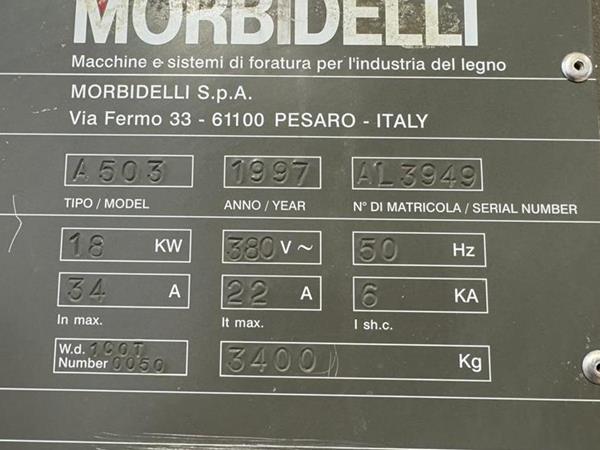 MORBIDELLI
Macchine e sistemi di foratura per l'industria del legno
MORBIDELLI S.p.A.
Via Fermo 33 - 61100 PESARO - ITALY
A503 1997 AL3949
TIPO / MODEL ANNO / YEAR N° DI MATRICOLA / SERIAL NUMBER
18 KW 380 V ~ 50 Hz
34 A 22 A 6 KA
In max. It max. I sh.c.
W.d. 1COT 3400 Kg
Number 0050